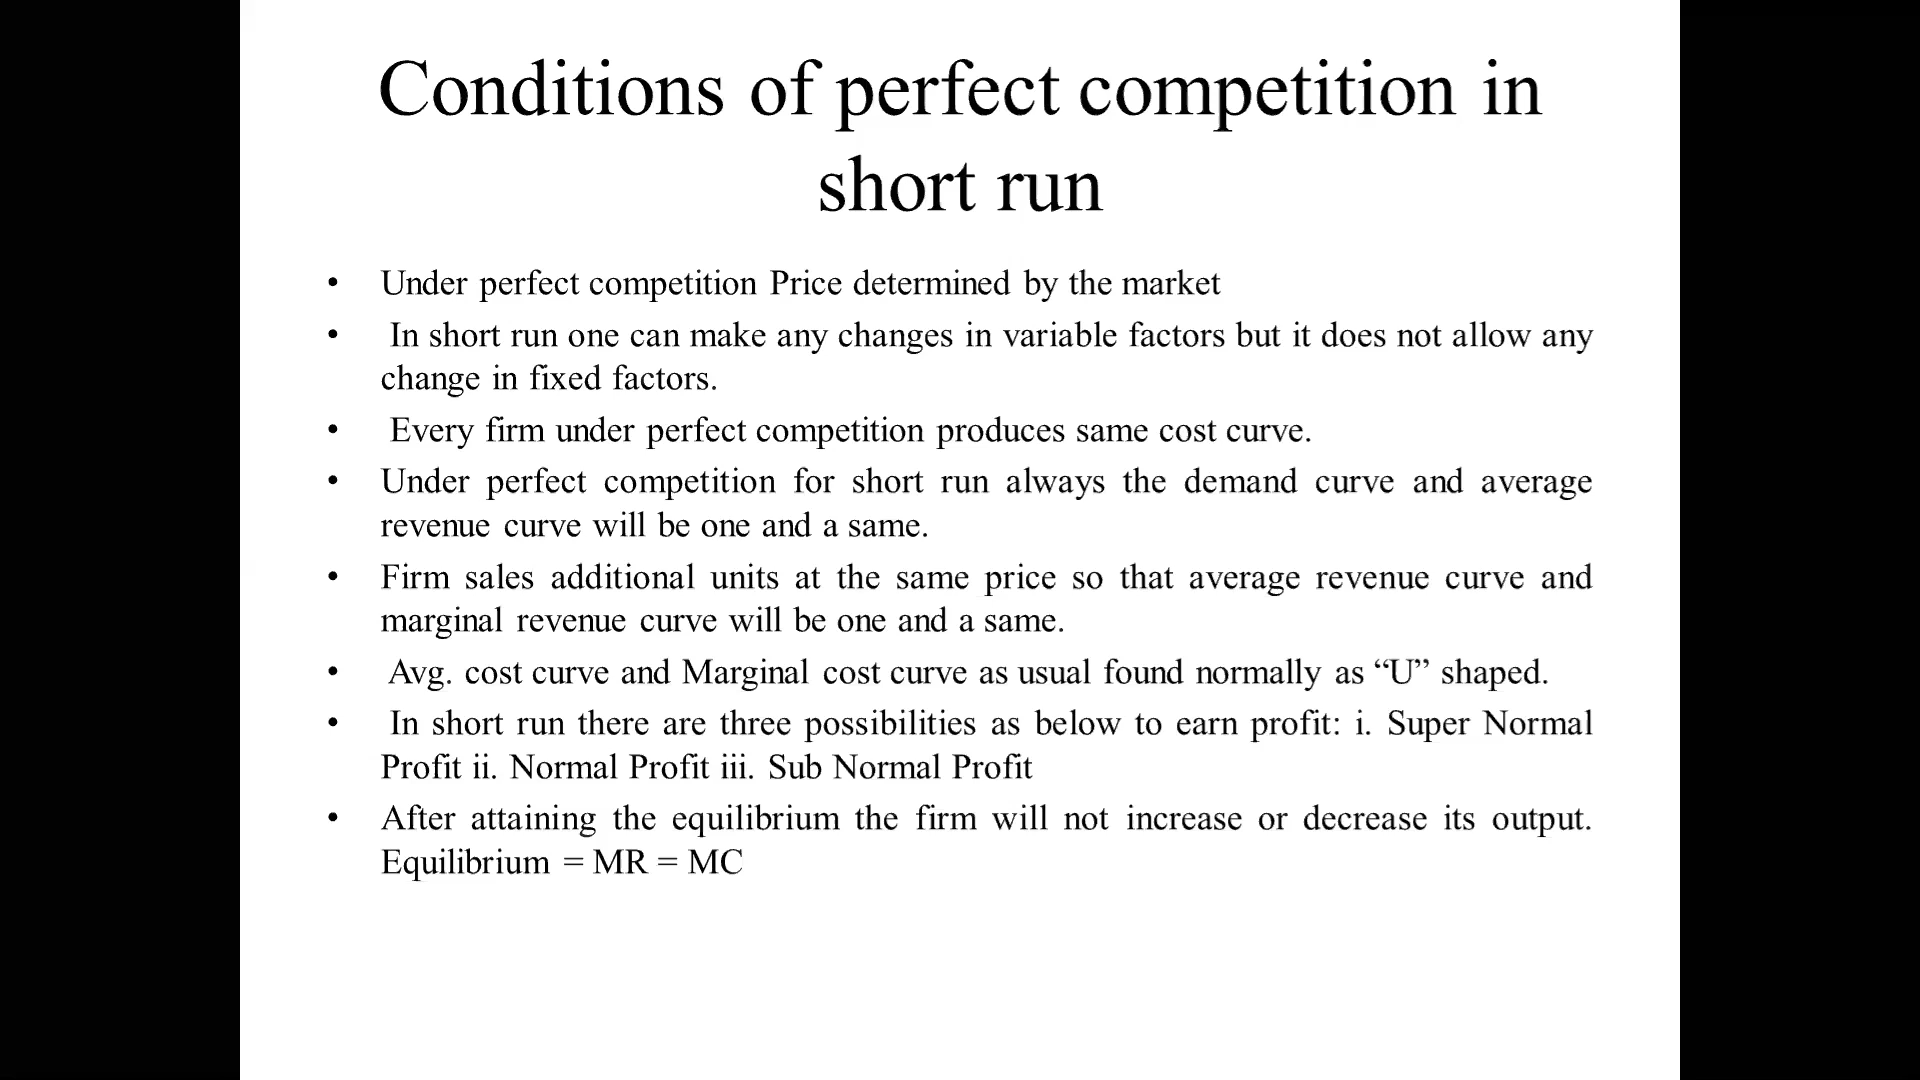 Conditions of perfect competition in
short run
• Under perfect competition Price determined by the market
• In short run one can make any changes in variable factors but it does not allow any
change in fixed factors.
• Every firm under perfect competition produces same cost curve.
• Under perfect competition for short run always the demand curve and average
revenue curve will be one and a same.
• Firm sales additional units at the same price so that average revenue curve and
marginal revenue curve will be one and a same.
• Avg. cost curve and Marginal cost curve as usual found normally as “U” shaped.
• In short run there are three possibilities as below to earn profit: i. Super Normal
Profit ii. Normal Profit iii. Sub Normal Profit
• After attaining the equilibrium the firm will not increase or decrease its output.
Equilibrium = MR = MC